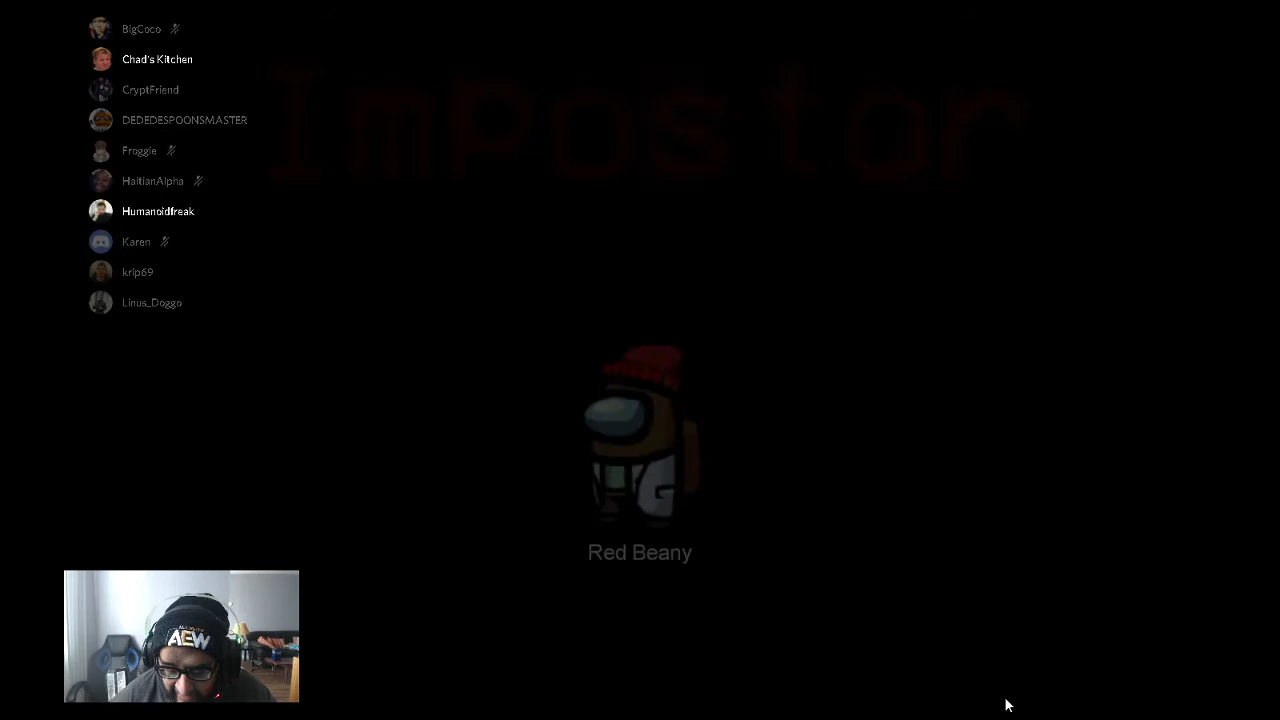 BigCoco
Chad's Kitchen
CryptFriend
DEDEDESPOONSMASTER
Froggie
HaitianAlpha
Humanoidfreak
Karen
krip69
Linus_Doggo
Impostor
Red Beany
AEW